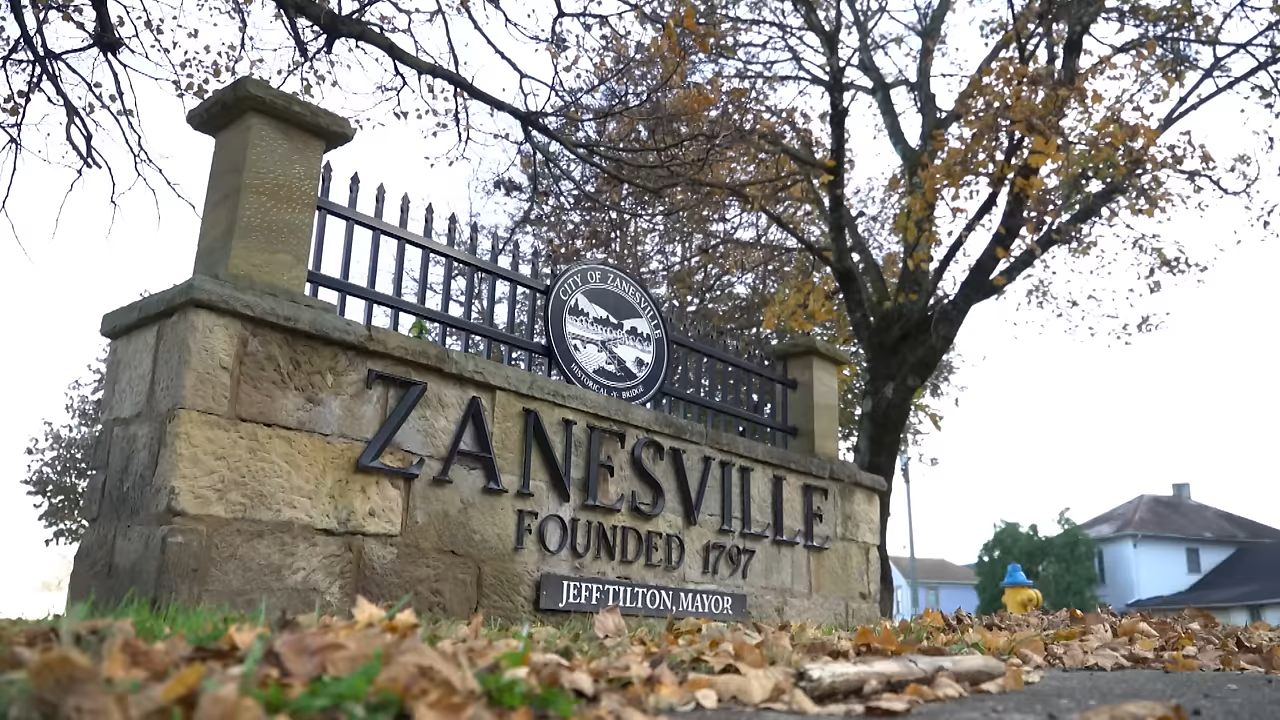 CITY OF ZANESVILLE
HISTORICAL "Y" BRIDGE
ZANESVILLE
FOUNDED 1797
JEFF TILTON, MAYOR